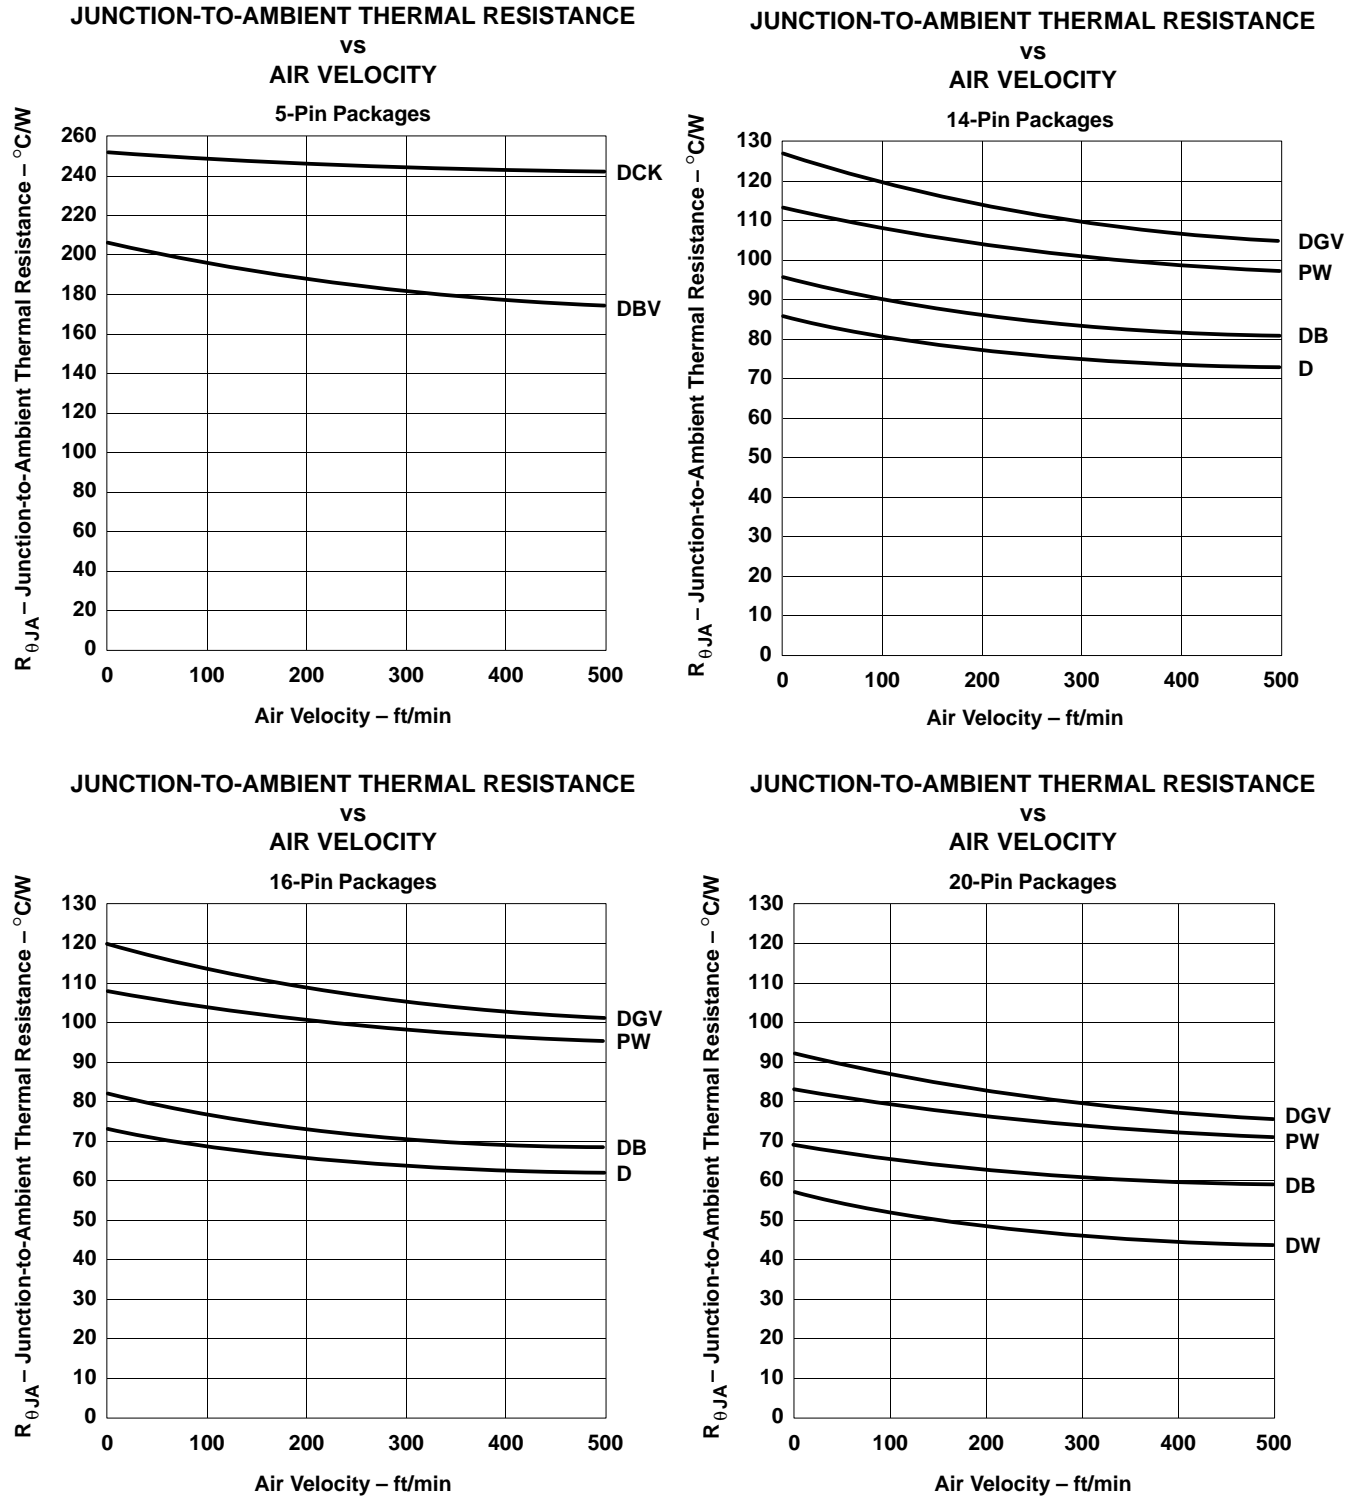 JUNCTION-TO-AMBIENT THERMAL RESISTANCE
vs
AIR VELOCITY
5-Pin Packages
RθJA – Junction-to-Ambient Thermal Resistance – °C/W
260
240
220
200
180
160
140
120
100
80
60
40
20
0
DCK
DBV
0 100 200 300 400 500
Air Velocity – ft/min
JUNCTION-TO-AMBIENT THERMAL RESISTANCE
vs
AIR VELOCITY
14-Pin Packages
RθJA – Junction-to-Ambient Thermal Resistance – °C/W
130
120
110
100
90
80
70
60
50
40
30
20
10
0
DGV
PW
DB
D
0 100 200 300 400 500
Air Velocity – ft/min
JUNCTION-TO-AMBIENT THERMAL RESISTANCE
vs
AIR VELOCITY
16-Pin Packages
RθJA – Junction-to-Ambient Thermal Resistance – °C/W
130
120
110
100
90
80
70
60
50
40
30
20
10
0
DGV
PW
DB
D
0 100 200 300 400 500
Air Velocity – ft/min
JUNCTION-TO-AMBIENT THERMAL RESISTANCE
vs
AIR VELOCITY
20-Pin Packages
RθJA – Junction-to-Ambient Thermal Resistance – °C/W
130
120
110
100
90
80
70
60
50
40
30
20
10
0
DGV
PW
DB
DW
0 100 200 300 400 500
Air Velocity – ft/min